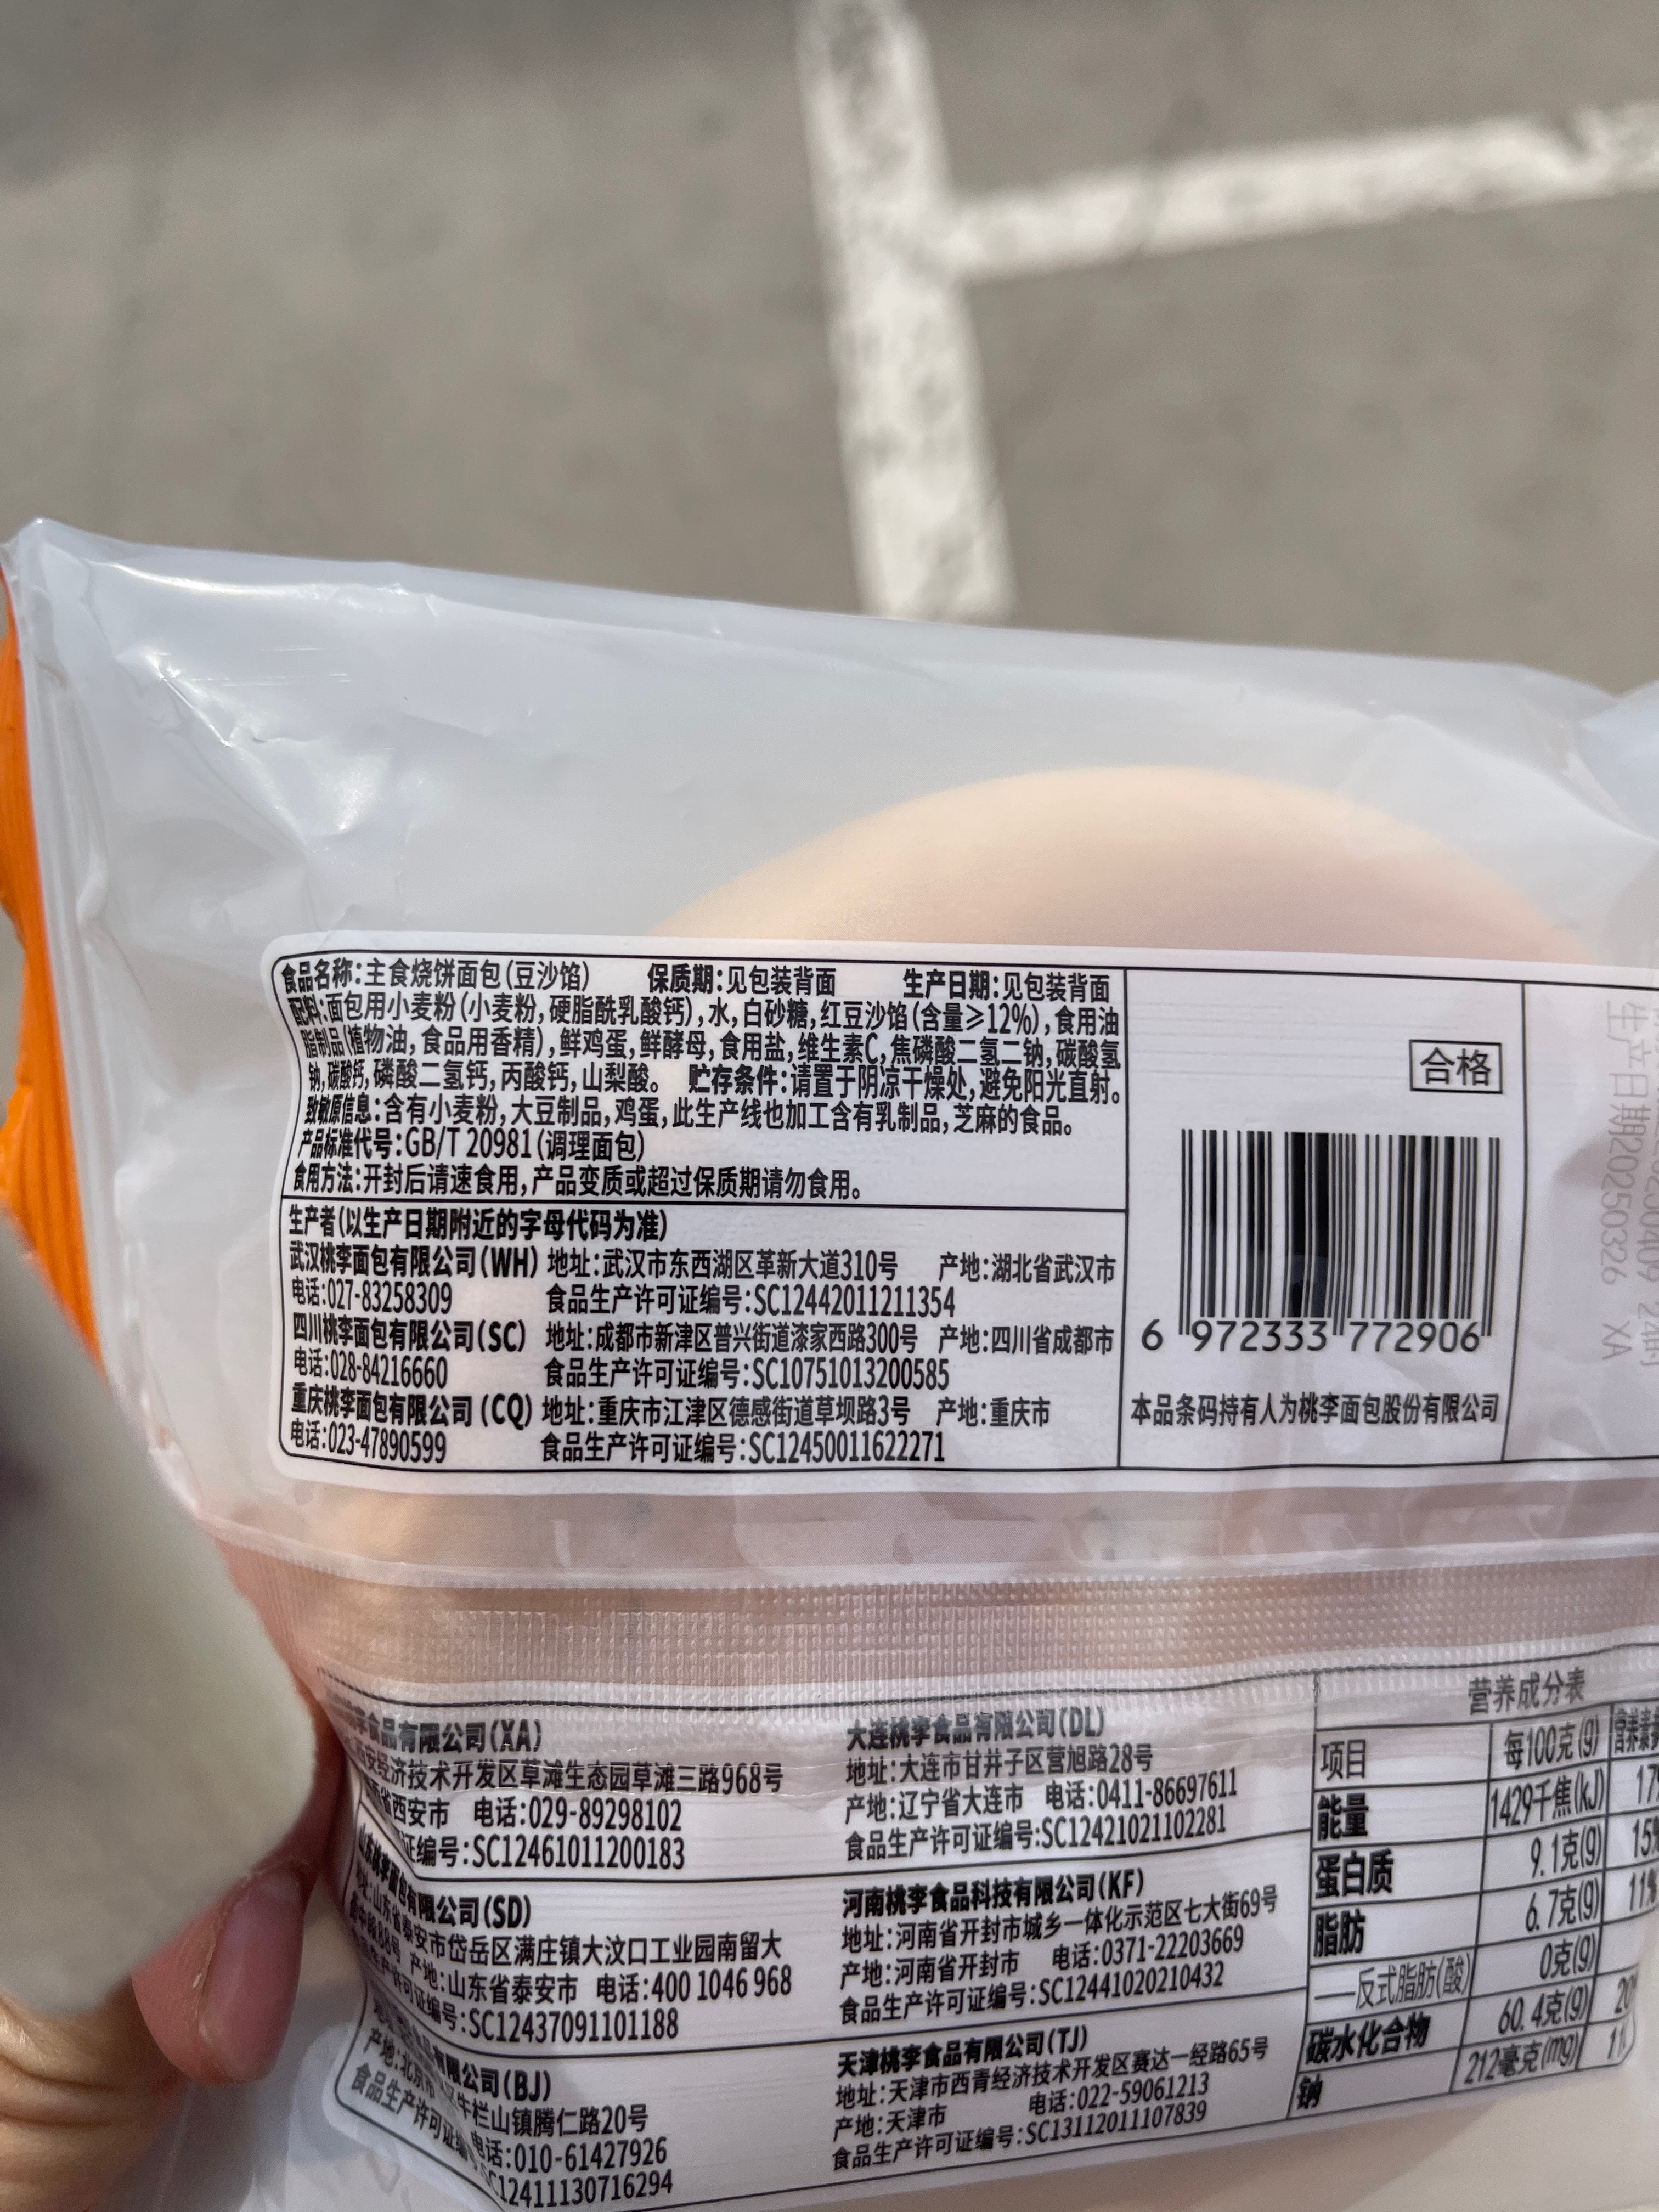 食品名称:主食烧饼面包(豆沙馅) 保质期:见包装背面 生产日期:见包装背面
配料:面包用小麦粉(小麦粉,硬脂酰乳酸钙),水,白砂糖,红豆沙馅(含量≥12%),食用油
脂制品(植物油,食品用香精),鲜鸡蛋,鲜酵母,食用盐,维生素C,焦磷酸二氢二钠,碳酸氢
钠,碳酸钙,磷酸二氢钙,丙酸钙,山梨酸。 贮存条件:请置于阴凉干燥处,避免阳光直射。
致敏原信息:含有小麦粉,大豆制品,鸡蛋,此生产线也加工含有乳制品,芝麻的食品。
产品标准代号:GB/T 20981(调理面包)
食用方法:开封后请速食用,产品变质或超过保质期请勿食用。
生产者(以生产日期附近的字母代码为准)
武汉桃李面包有限公司(WH) 地址:武汉市东西湖区革新大道310号 产地:湖北省武汉市
电话:027-83258309 食品生产许可证编号:SC12442011211354
四川桃李面包有限公司(SC) 地址:成都市新津区普兴街道漆家西路300号 产地:四川省成都市
电话:028-84216660 食品生产许可证编号:SC10751013200585
重庆桃李面包有限公司(CQ) 地址:重庆市江津区德感街道草坝路3号 产地:重庆市
电话:023-47890599 食品生产许可证编号:SC12450011622271
合格
6 972333 772906
本品条码持有人为桃李面包股份有限公司
生产日期20250326 XA
李食品有限公司(XA)
西安经济技术开发区草滩生态园草滩三路968号
省西安市 电话:029-89298102
证编号:SC12461011200183
山东桃李面包有限公司(SD)
地址:山东省泰安市岱岳区满庄镇大汶口工业园南留大
街中段88号 产地:山东省泰安市 电话:400 1046 968
食品生产许可证编号:SC12437091101188
有限公司(BJ)
牛栏山镇腾仁路20号
产地:北京市 电话:010-61427926
食品生产许可证编号:SC12411130716294
大连桃李食品有限公司(DL)
地址:大连市甘井子区营旭路28号
产地:辽宁省大连市 电话:0411-86697611
食品生产许可证编号:SC12421021102281
河南桃李食品科技有限公司(KF)
地址:河南省开封市城乡一体化示范区七大街69号
产地:河南省开封市 电话:0371-22203669
食品生产许可证编号:SC12441020210432
天津桃李食品有限公司(TJ)
地址:天津市西青经济技术开发区赛达一经路65号
产地:天津市 电话:022-59061213
食品生产许可证编号:SC13112011107839
营养成分表
项目 每100克(g) 营养素
能量 1429千焦(kJ) 17
蛋白质 9.1克(g) 15%
脂肪 6.7克(g) 11%
——反式脂肪(酸) 0克(g)
碳水化合物 60.4克(g) 20
钠 212毫克(mg) 11